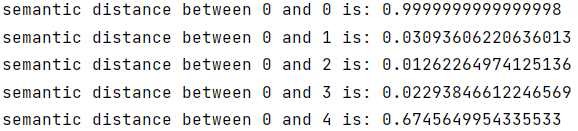 semantic distance between 0 and 0 is: 0.9999999999999998
semantic distance between 0 and 1 is: 0.03093606220636013
semantic distance between 0 and 2 is: 0.01262264974125136
semantic distance between 0 and 3 is: 0.02293846612246569
semantic distance between 0 and 4 is: 0.6745649954335533